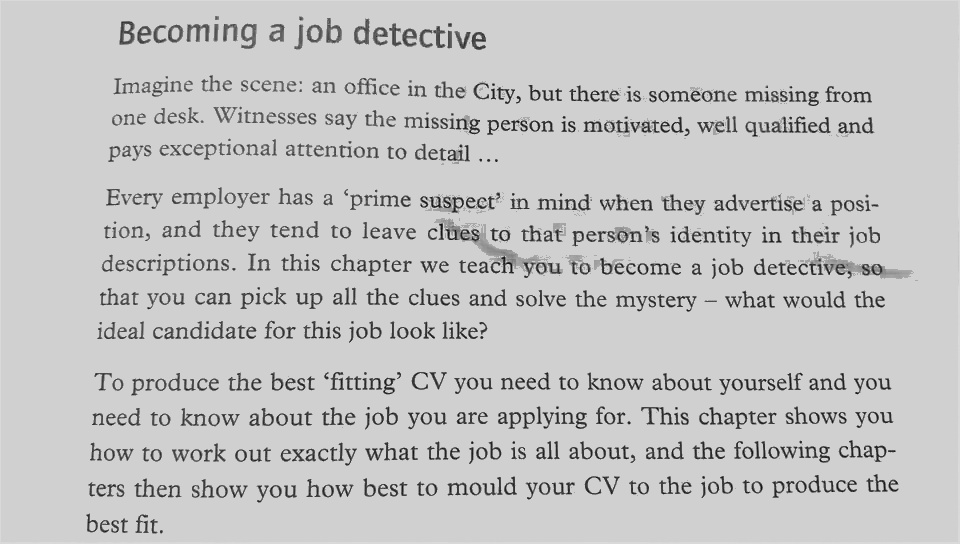 Becoming a job detective
Imagine the scene: an office in the City, but there is someone missing from
one desk. Witnesses say the missing person is motivated, well qualified and
pays exceptional attention to detail …
Every employer has a ‘prime suspect’ in mind when they advertise a posi-
tion, and they tend to leave clues to that person’s identity in their job
descriptions. In this chapter we teach you to become a job detective, so
that you can pick up all the clues and solve the mystery – what would the
ideal candidate for this job look like?
To produce the best ‘fitting’ CV you need to know about yourself and you
need to know about the job you are applying for. This chapter shows you
how to work out exactly what the job is all about, and the following chap-
ters then show you how best to mould your CV to the job to produce the
best fit.